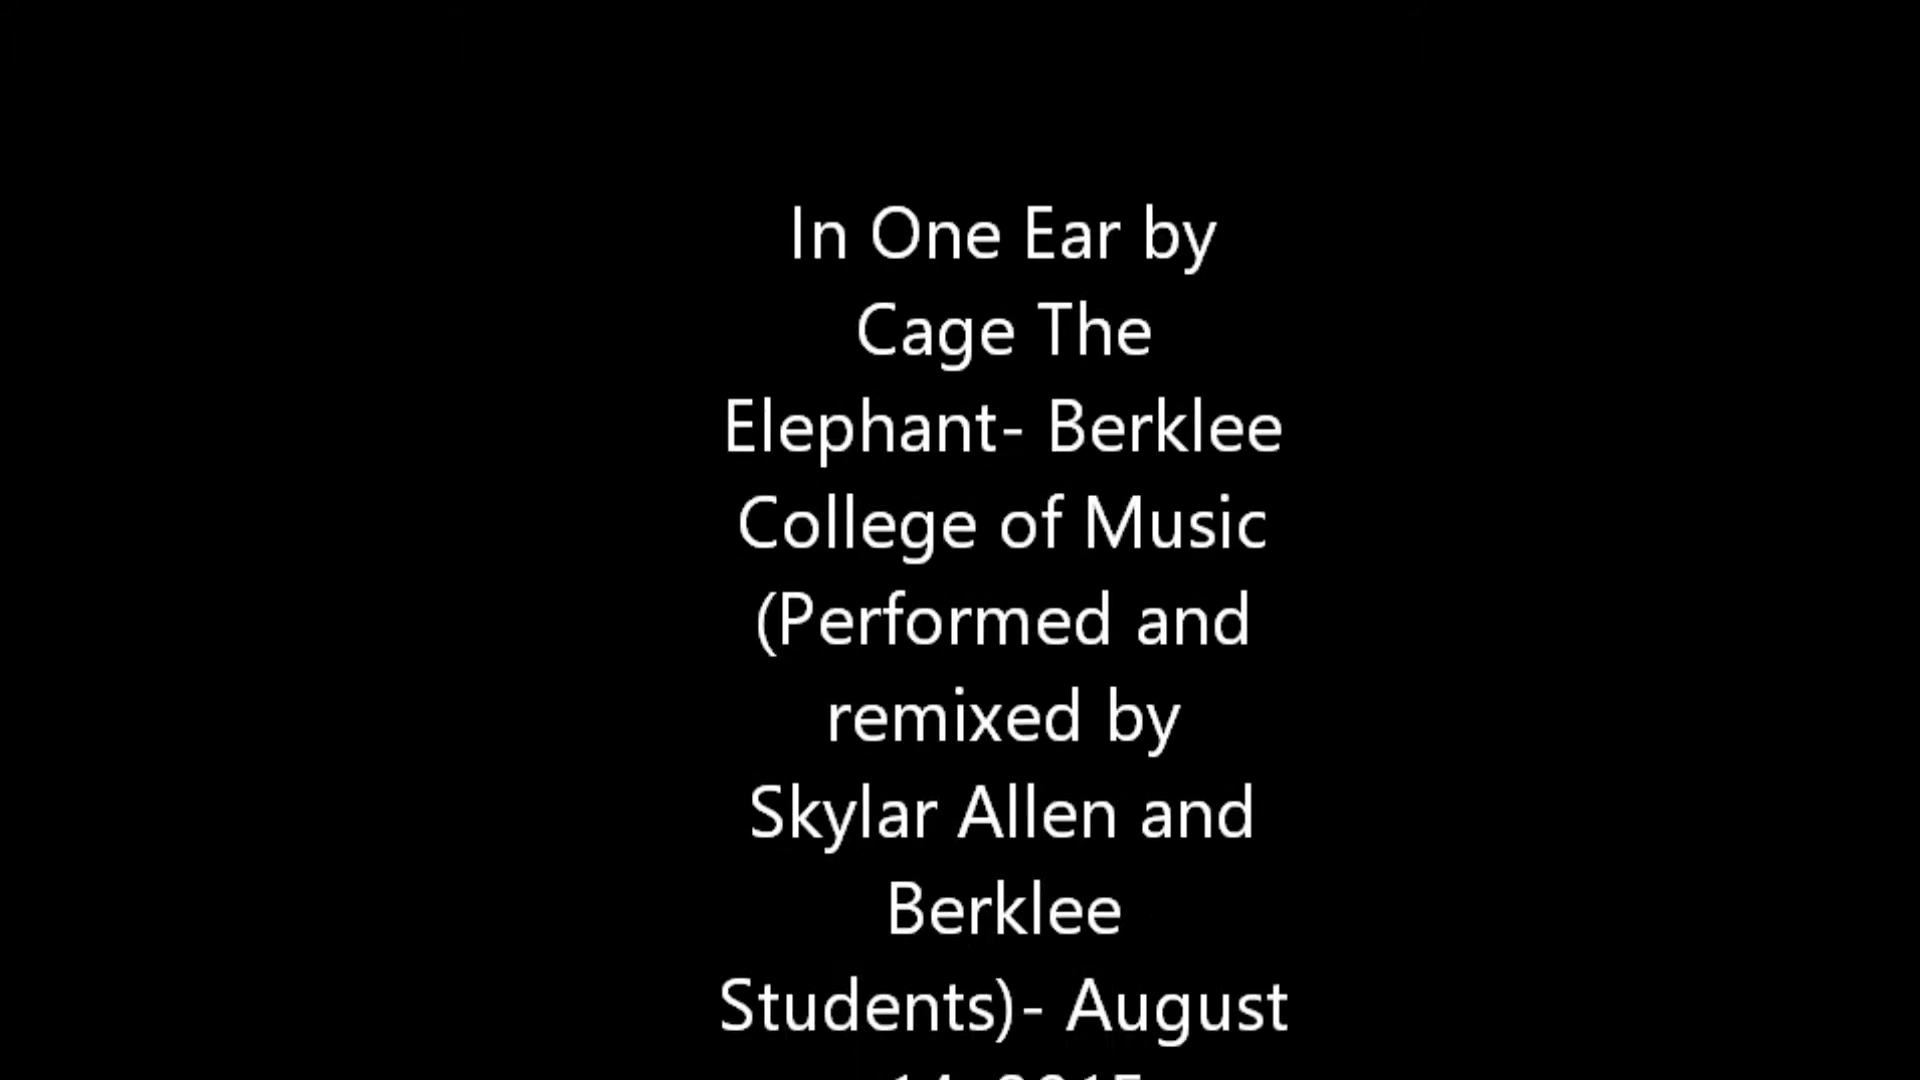 In One Ear by
Cage The
Elephant- Berklee
College of Music
(Performed and
remixed by
Skylar Allen and
Berklee
Students)- August